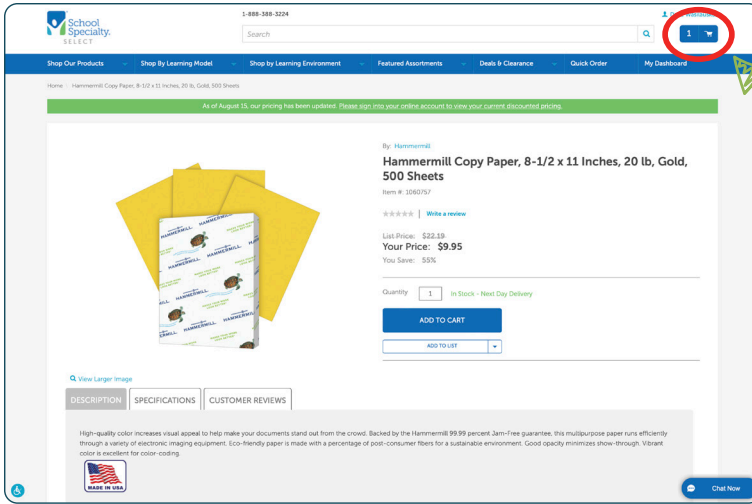 1-888-388-3224
School
Specialty.
SELECT
Search
1
Shop Our Products
Shop By Learning Model
Shop by Learning Environment
Featured Assortments
Deals & Clearance
Quick Order
My Dashboard
Home
Hammermill Copy Paper, 8-1/2 x 11 Inches, 20 lb, Gold, 500 Sheets
As of August 15, our pricing has been updated. Please sign into your online account to view your current discounted pricing.
By: Hammermill
Hammermill Copy Paper, 8-1/2 x 11 Inches, 20 lb, Gold,
500 Sheets
Item #: 1060757
Write a review
List Price: $22.19
Your Price: $9.95
You Save: 55%
Quantity 1 In Stock - Next Day Delivery
ADD TO CART
ADD TO LIST
HAMMERMILL
HAMMERMILL
HAMMERMILL
HAMMERMILL
View Larger Image
DESCRIPTION
SPECIFICATIONS
CUSTOMER REVIEWS
High-quality color increases visual appeal to help make your documents stand out from the crowd. Backed by the Hammermill 99.99 percent Jam-Free guarantee, this multipurpose paper runs efficiently
through a variety of electronic imaging equipment. Eco-friendly paper is made with a percentage of post-consumer fibers for a sustainable environment. Good opacity minimizes show-through. Vibrant
color is excellent for color-coding.
MADE IN USA
Chat Now